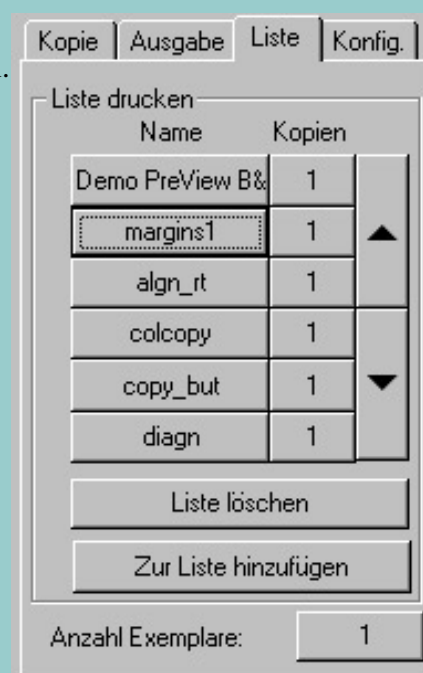 Kopie Ausgabe Liste Konfig.
Liste drucken
Name Kopien
Demo PreView B& 1
margins1 1
algn_rt 1
colcopy 1
copy_but 1
diagn 1
Liste löschen
Zur Liste hinzufügen
Anzahl Exemplare: 1